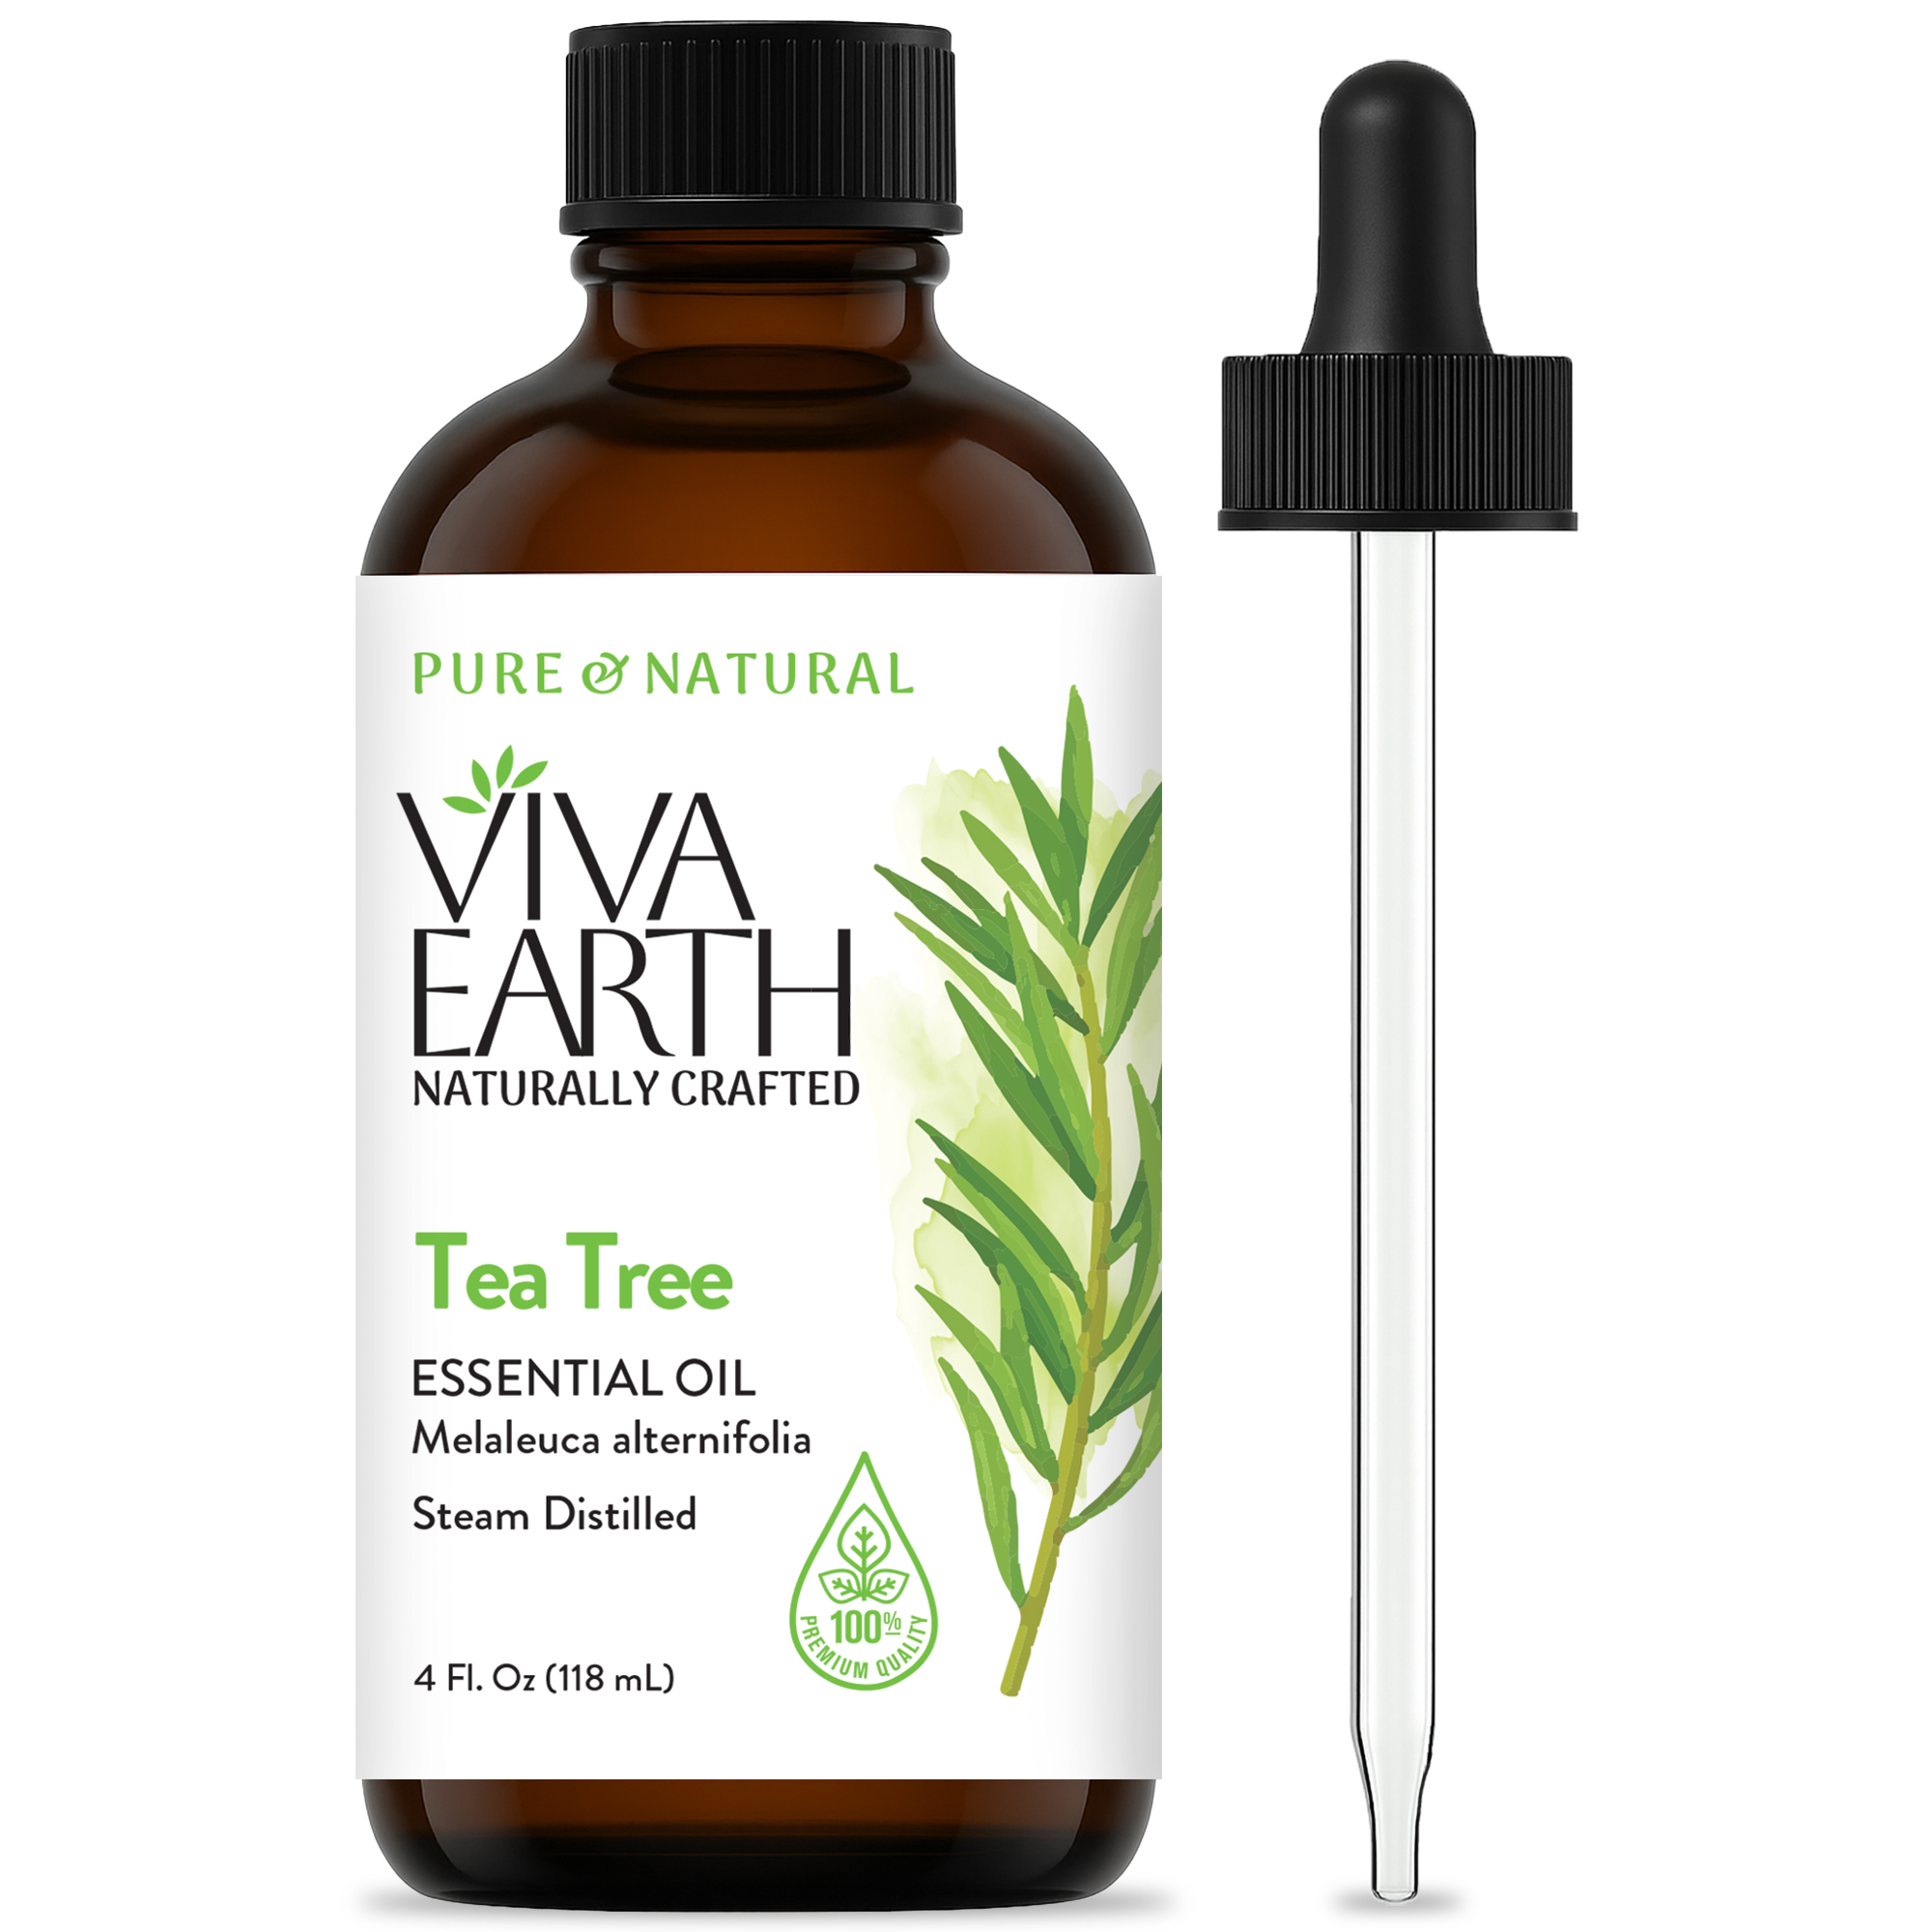 PURE & NATURAL
VIVA
EARTH
NATURALLY CRAFTED
Tea Tree
ESSENTIAL OIL
Melaleuca alternifolia
Steam Distilled
100%
PREMIUM QUALITY
4 Fl. Oz (118 mL)